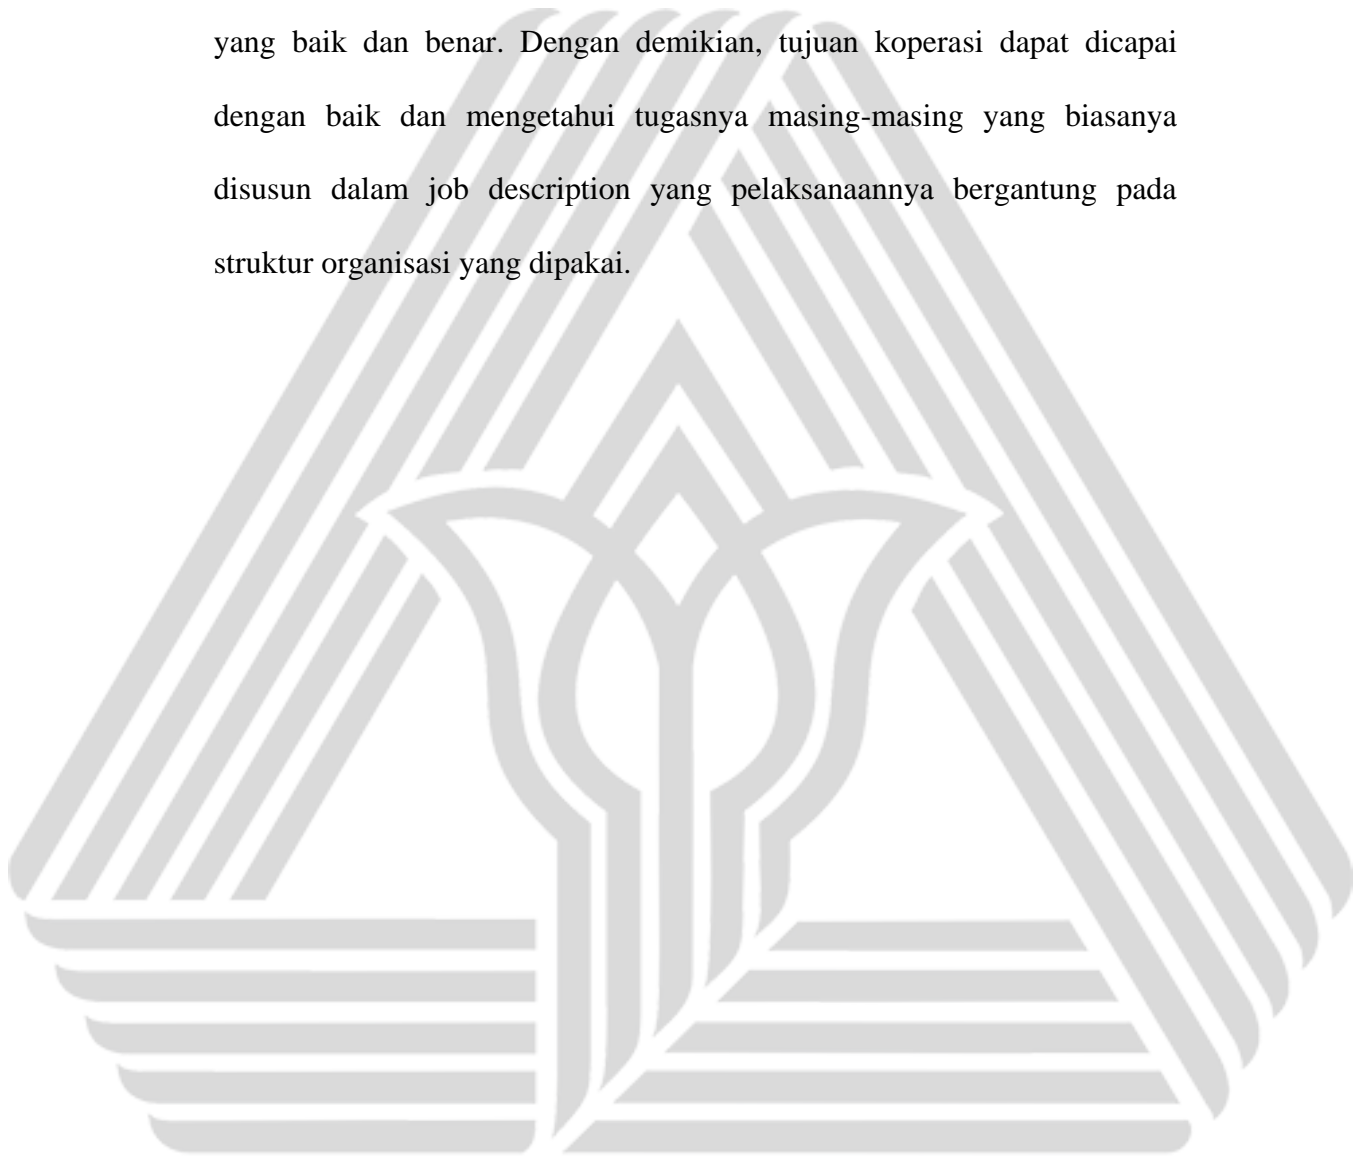 yang baik dan benar. Dengan demikian, tujuan koperasi dapat dicapai
dengan baik dan mengetahui tugasnya masing-masing yang biasanya
disusun dalam job description yang pelaksanaannya bergantung pada
struktur organisasi yang dipakai.